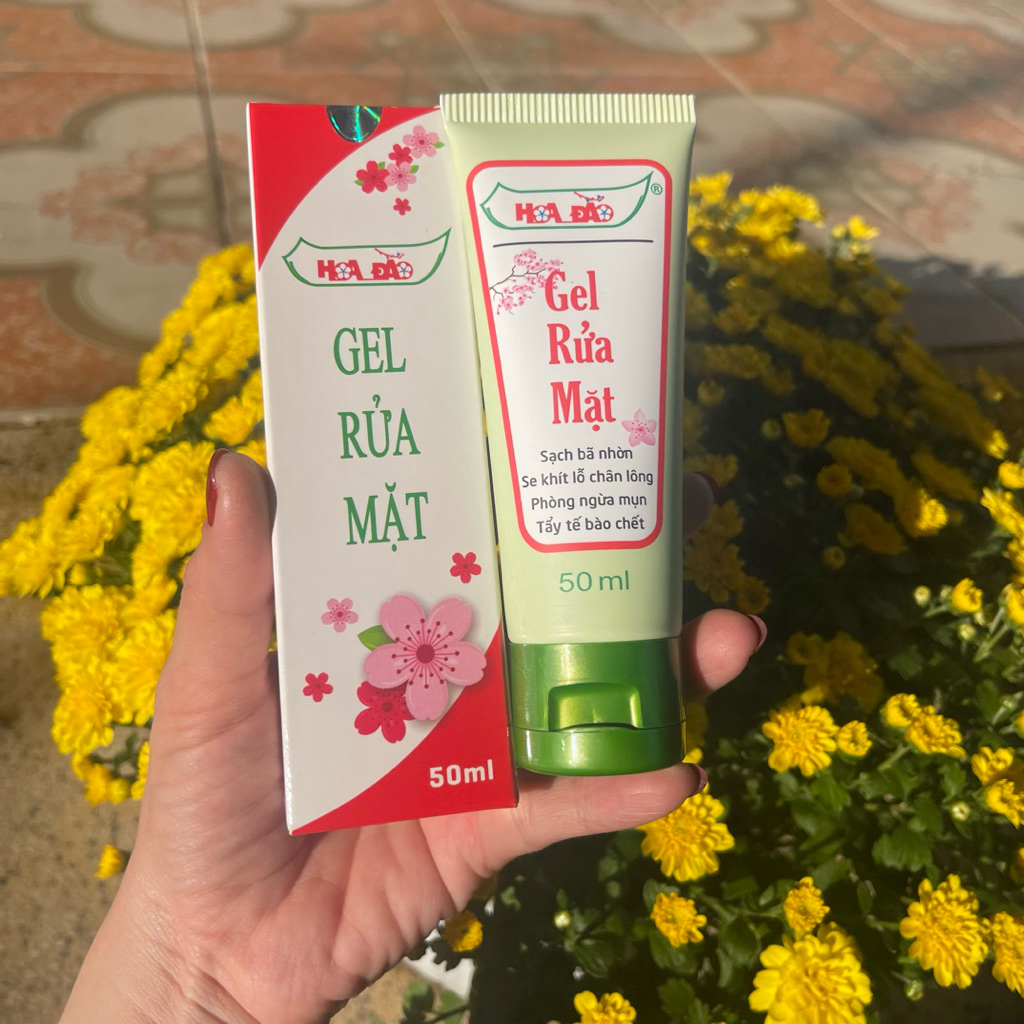 HOA ĐÀO
GEL
RỬA
MẶT
50ml
HOA ĐÀO®
Gel
Rửa
Mặt
Sạch bã nhờn
Se khít lỗ chân lông
Phòng ngừa mụn
Tẩy tế bào chết
50 ml